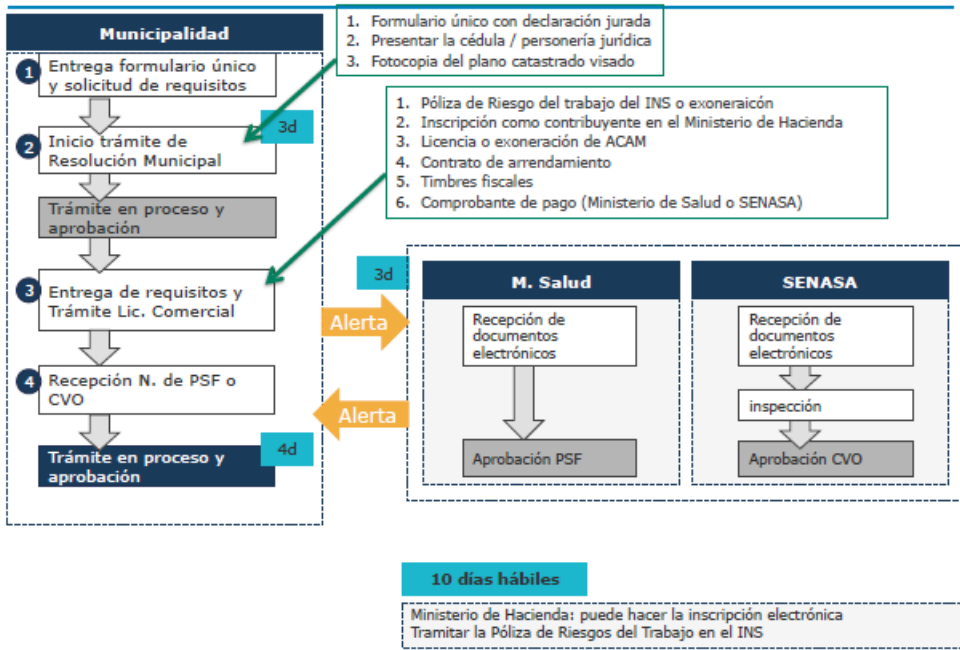 Municipalidad
1 Entrega formulario único
y solicitud de requisitos
3d
2 Inicio trámite de
Resolución Municipal
Trámite en proceso y
aprobación
3 Entrega de requisitos y
Trámite Lic. Comercial
4 Recepción N. de PSF o
CVO
4d
Trámite en proceso y
aprobación
1. Formulario único con declaración jurada
2. Presentar la cédula / personería jurídica
3. Fotocopia del plano catastrado visado
1. Póliza de Riesgo del trabajo del INS o exoneraicón
2. Inscripción como contribuyente en el Ministerio de Hacienda
3. Licencia o exoneración de ACAM
4. Contrato de arrendamiento
5. Timbres fiscales
6. Comprobante de pago (Ministerio de Salud o SENASA)
3d
Alerta
Alerta
M. Salud
Recepción de
documentos
electrónicos
Aprobación PSF
SENASA
Recepción de
documentos
electrónicos
inspección
Aprobación CVO
10 días hábiles
Ministerio de Hacienda: puede hacer la inscripción electrónica
Tramitar la Póliza de Riesgos del Trabajo en el INS